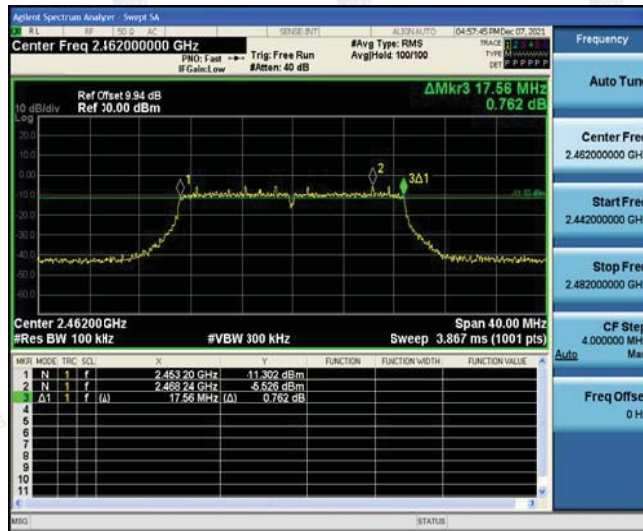 Agilent Spectrum Analyzer - Swept SA
RL RF 50 Ω AC SENSE:INT ALIGN AUTO 04:57:45 PM Dec 07, 2021
Center Freq 2.462000000 GHz
PNO: Fast
IFGain:Low
Trig: Free Run
#Atten: 40 dB
#Avg Type: RMS
Avg|Hold: 100/100
TRACE 1 2 3 4 5 6
TYPE M
DET P P P P P P
Frequency
Auto Tune
Center Freq
2.462000000 GHz
Start Freq
2.442000000 GHz
Stop Freq
2.482000000 GHz
CF Step
4.000000 MHz
Auto Man
Freq Offset
0 Hz
Ref Offset 9.94 dB
10 dB/div Ref 30.00 dBm
Log
ΔMkr3 17.56 MHz
0.762 dB
20.0
10.0
0.00
-10.0
-20.0
-30.0
-40.0
-50.0
-60.0
1
2
3Δ1
Center 2.46200 GHz Span 40.00 MHz
#Res BW 100 kHz #VBW 300 kHz Sweep 3.867 ms (1001 pts)
MKR MODE TRC SCL X Y FUNCTION FUNCTION WIDTH FUNCTION VALUE
1 N 1 f 2.453 20 GHz -11.302 dBm
2 N 1 f 2.468 24 GHz -5.526 dBm
3 Δ1 1 f (Δ) 17.56 MHz (Δ) 0.762 dB
4
5
6
7
8
9
10
11
MSG STATUS